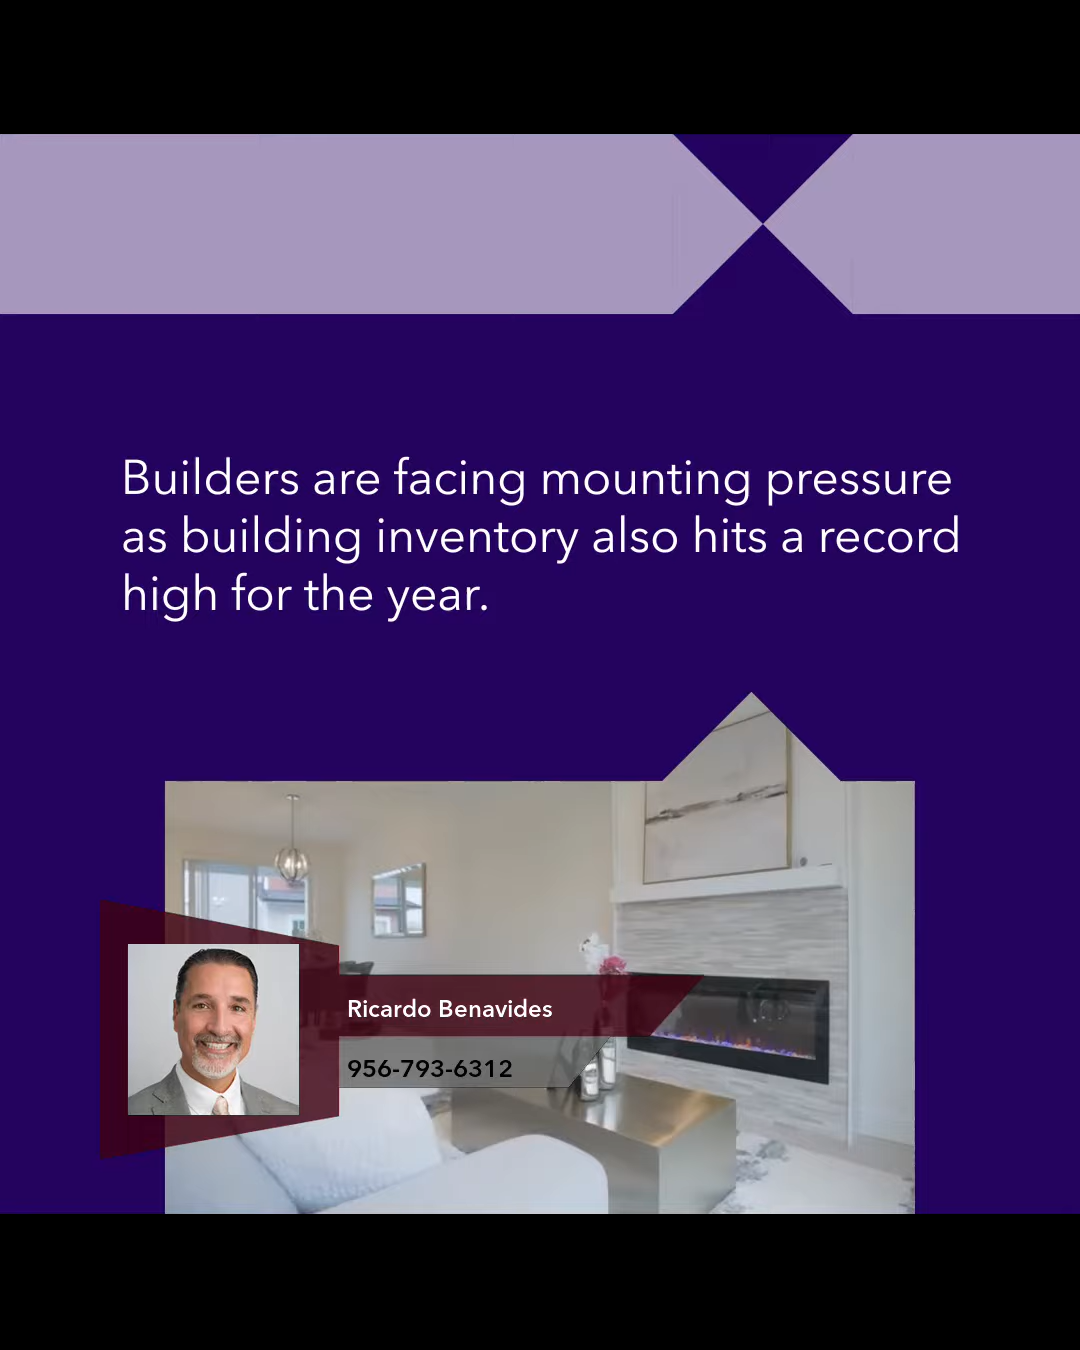 Builders are facing mounting pressure
as building inventory also hits a record
high for the year.
Ricardo Benavides
956-793-6312